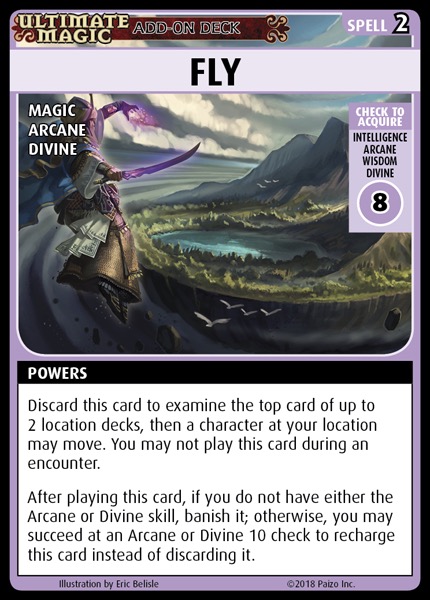 ULTIMATE MAGIC ADD-ON DECK SPELL 2
FLY
MAGIC
ARCANE
DIVINE
CHECK TO
ACQUIRE
INTELLIGENCE
ARCANE
WISDOM
DIVINE
8
POWERS
Discard this card to examine the top card of up to
2 location decks, then a character at your location
may move. You may not play this card during an
encounter.
After playing this card, if you do not have either the
Arcane or Divine skill, banish it; otherwise, you may
succeed at an Arcane or Divine 10 check to recharge
this card instead of discarding it.
Illustration by Eric Belisle ©2018 Paizo Inc.